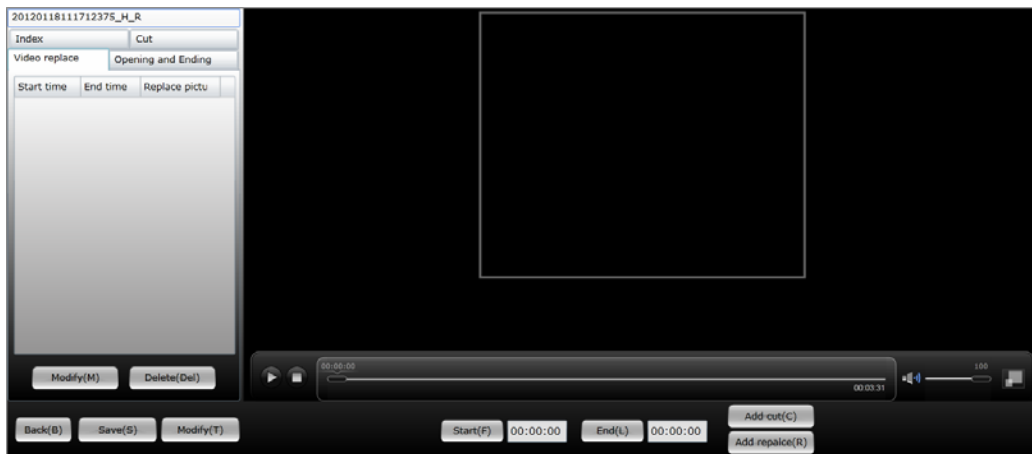 20120118111712375_H_R
Index Cut
Video replace Opening and Ending
Start time End time Replace pictu
Modify(M) Delete(Del)
00:00:00
00:03:31
100
Back(B) Save(S) Modify(T)
Start(F) 00:00:00 End(L) 00:00:00
Add cut(C)
Add repalce(R)